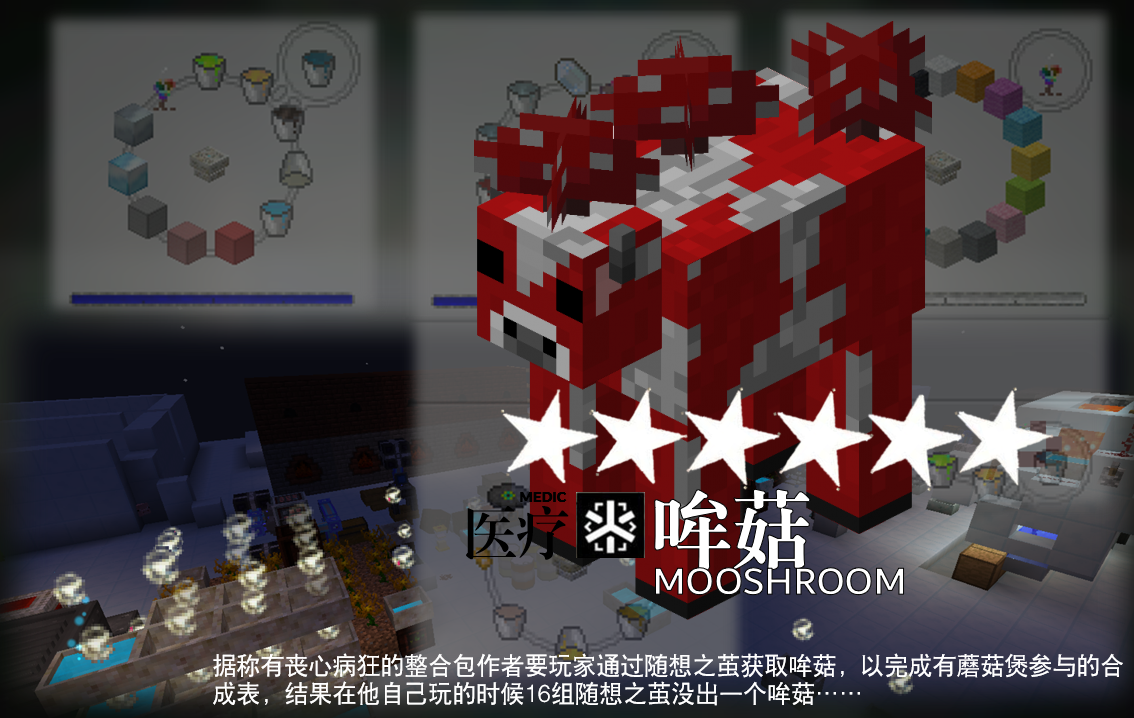 MEDIC
医疗
哞菇
MOOSHROOM
据称有丧心病狂的整合包作者要玩家通过随想之茧获取哞菇，以完成有蘑菇煲参与的合
成表，结果在他自己玩的时候16组随想之茧没出一个哞菇……